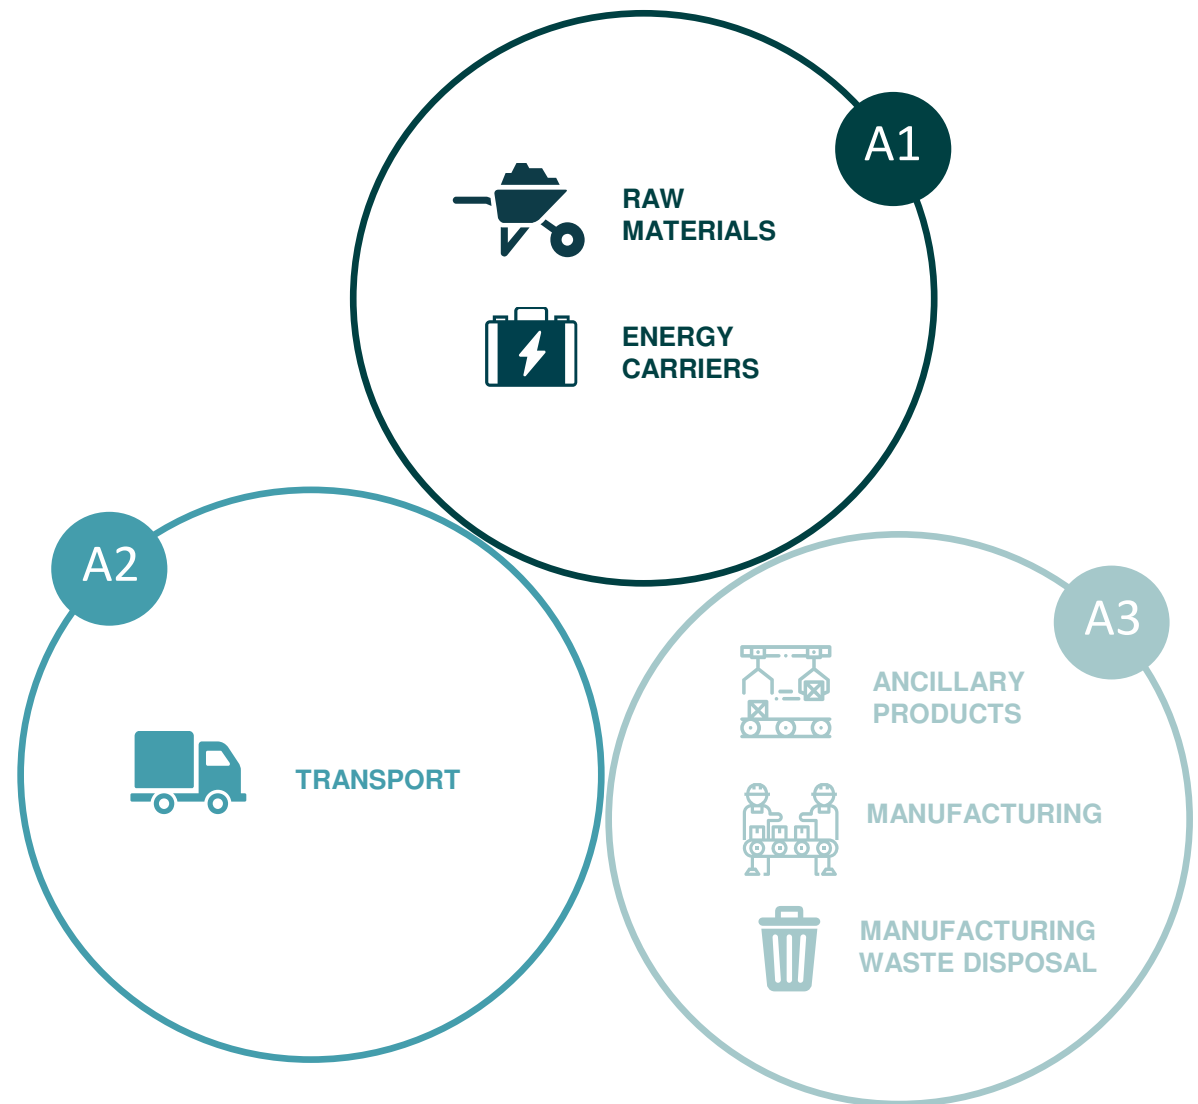 A1
RAW
MATERIALS
ENERGY
CARRIERS
A2
TRANSPORT
A3
ANCILLARY
PRODUCTS
MANUFACTURING
MANUFACTURING
WASTE DISPOSAL